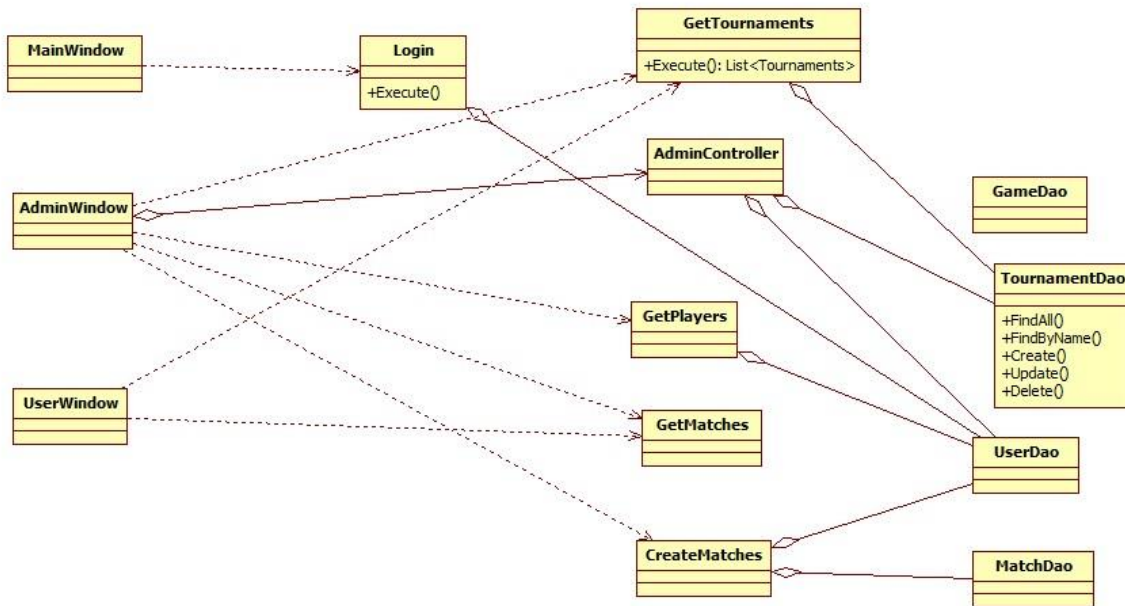 GetTournaments
+Execute(): List<Tournaments>
MainWindow
Login
+Execute()
AdminController
AdminWindow
GameDao
TournamentDao
+FindAll()
+FindByName()
+Create()
+Update()
+Delete()
GetPlayers
UserWindow
GetMatches
UserDao
CreateMatches
MatchDao